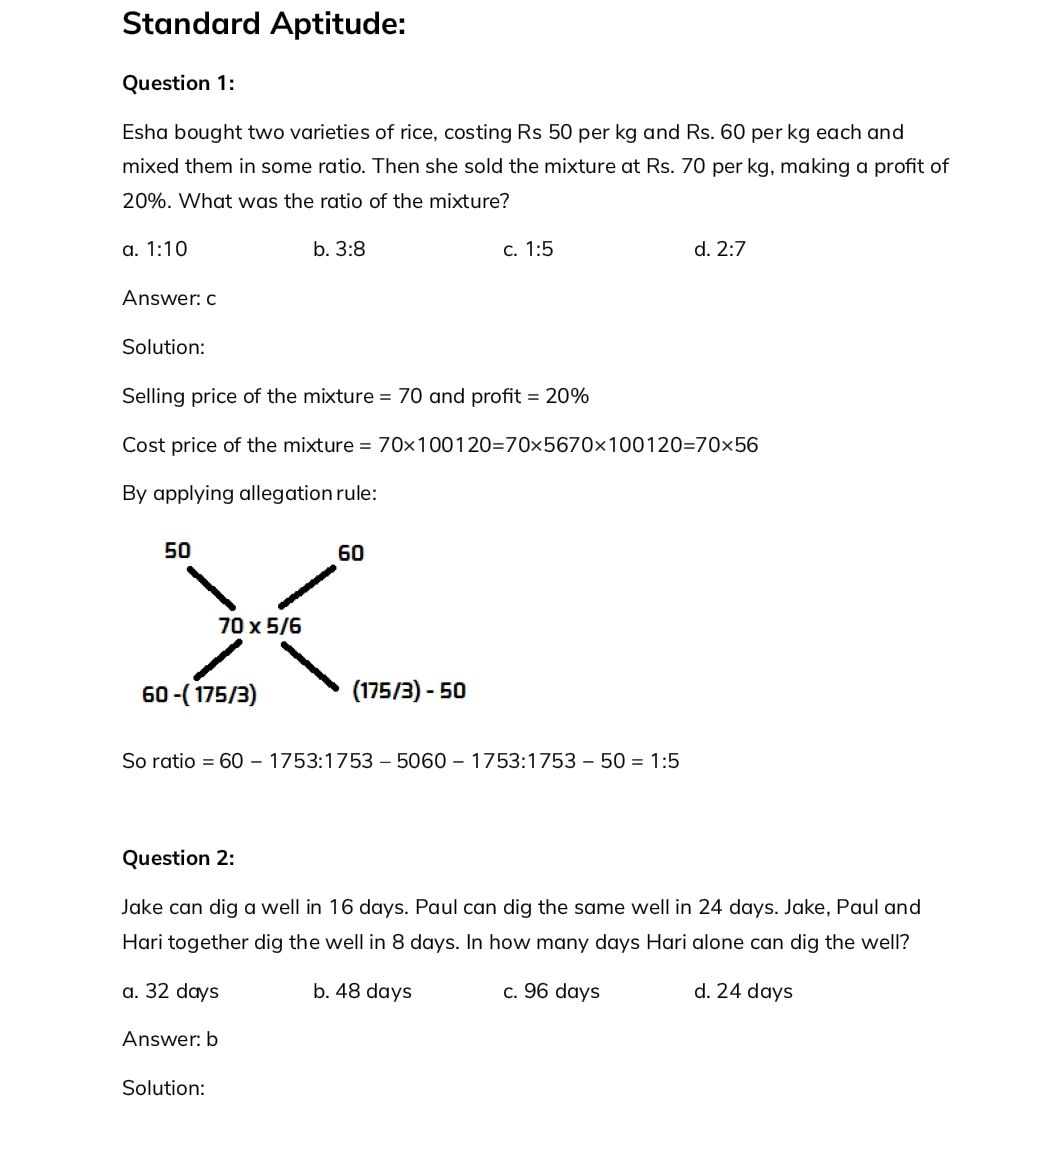 Standard Aptitude:
Question 1:
Esha bought two varieties of rice, costing Rs 50 per kg and Rs. 60 per kg each and
mixed them in some ratio. Then she sold the mixture at Rs. 70 per kg, making a profit of
20%. What was the ratio of the mixture?
a. 1:10 b. 3:8 c. 1:5 d. 2:7
Answer: c
Solution:
Selling price of the mixture = 70 and profit = 20%
Cost price of the mixture = 70×100120=70×5670×100120=70×56
By applying allegation rule:
50 60
70 x 5/6
60 -( 175/3) (175/3) - 50
So ratio = 60 – 1753:1753 – 5060 – 1753:1753 – 50 = 1:5
Question 2:
Jake can dig a well in 16 days. Paul can dig the same well in 24 days. Jake, Paul and
Hari together dig the well in 8 days. In how many days Hari alone can dig the well?
a. 32 days b. 48 days c. 96 days d. 24 days
Answer: b
Solution: